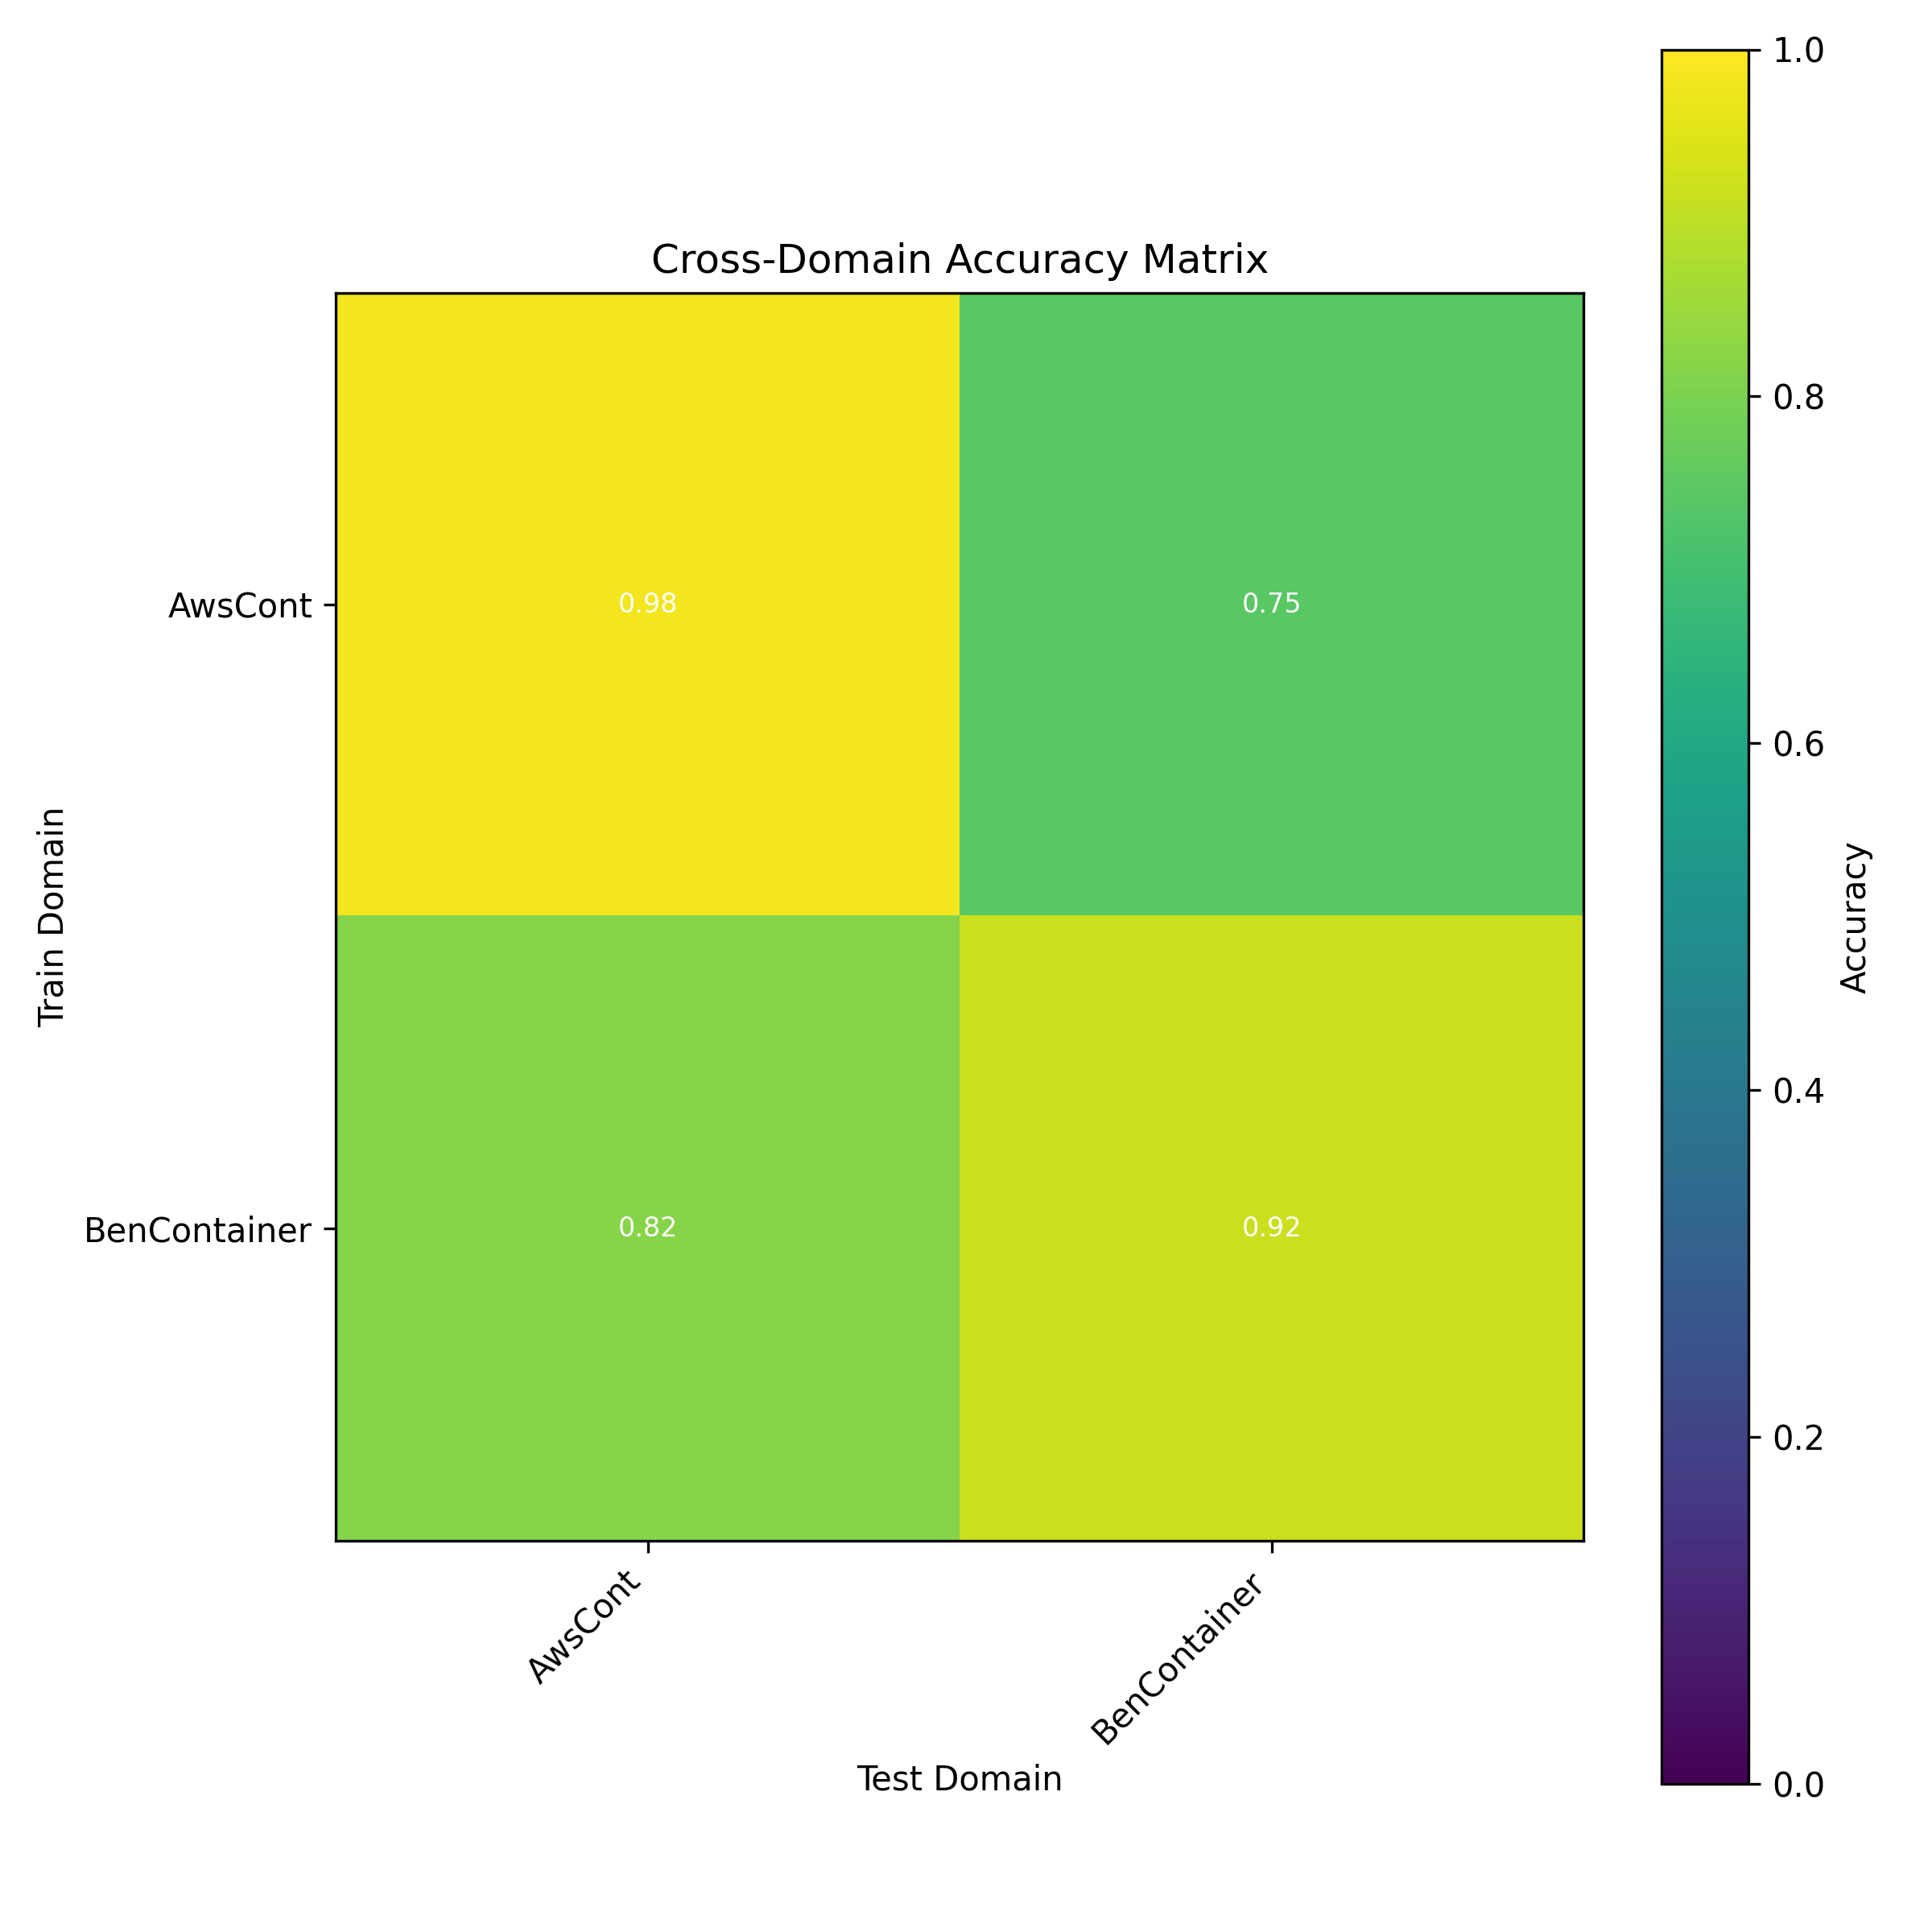 Cross-Domain Accuracy Matrix
Train Domain
AwsCont
BenContainer
0.98
0.75
0.82
0.92
AwsCont
BenContainer
Test Domain
1.0
0.8
0.6
0.4
0.2
0.0
Accuracy